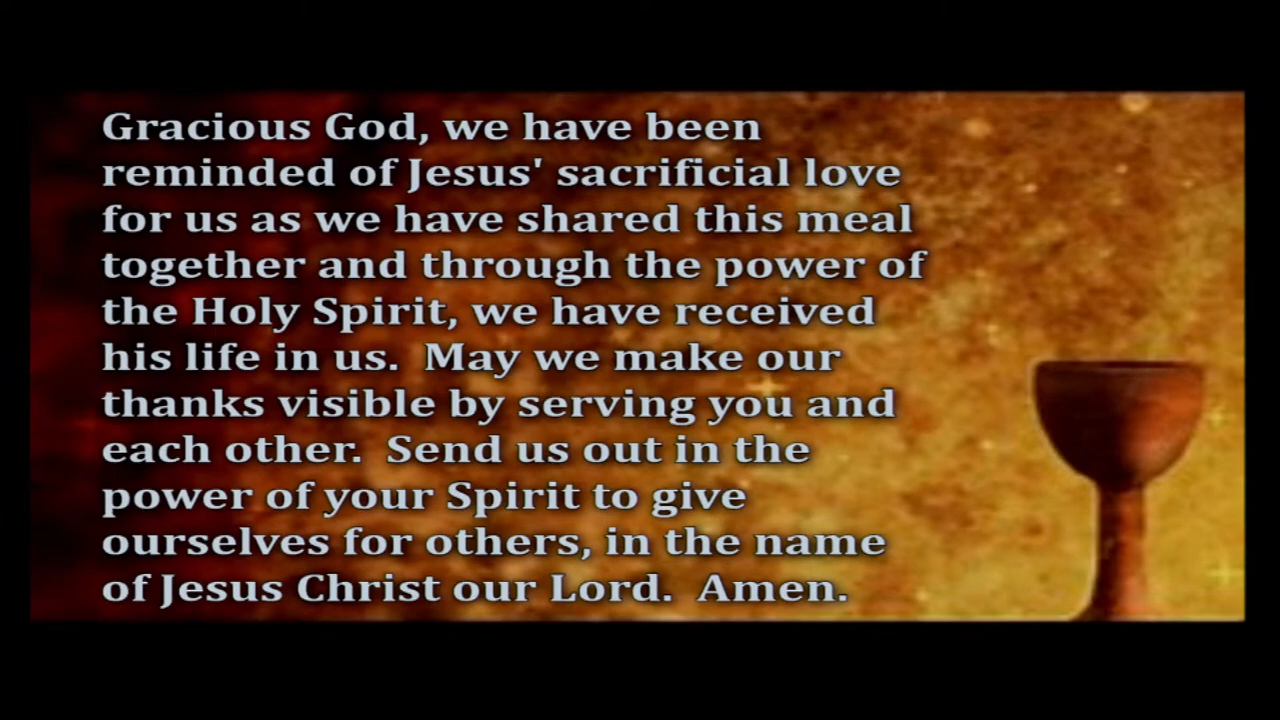 Gracious God, we have been
reminded of Jesus' sacrificial love
for us as we have shared this meal
together and through the power of
the Holy Spirit, we have received
his life in us.  May we make our
thanks visible by serving you and
each other.  Send us out in the
power of your Spirit to give
ourselves for others, in the name
of Jesus Christ our Lord.  Amen.